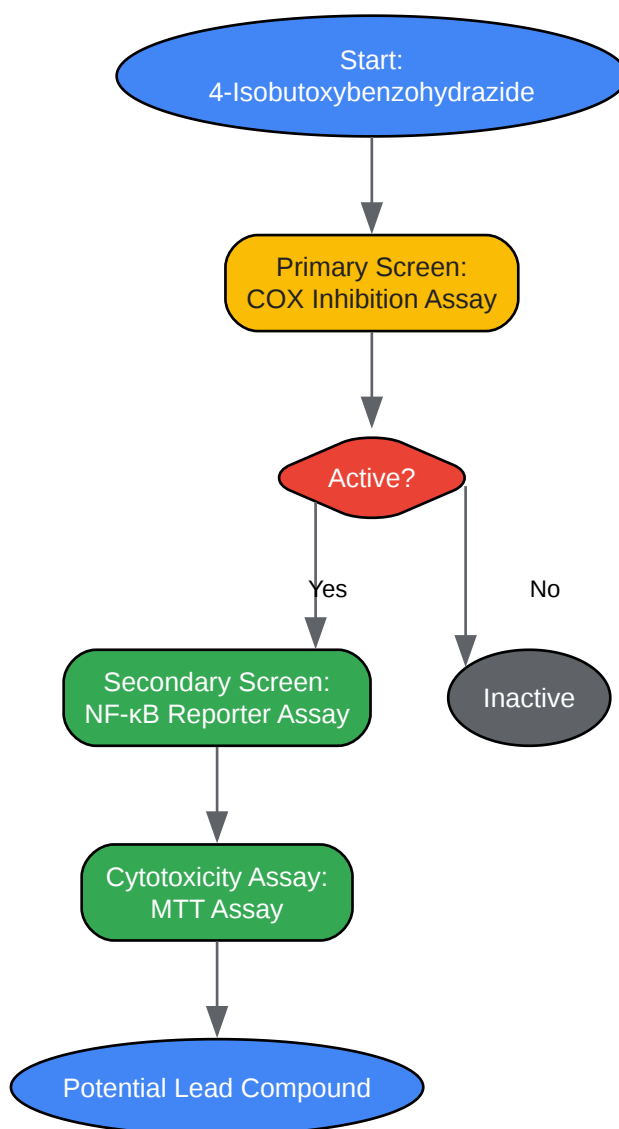 Start:
4-Isobutoxybenzohydrazide
Primary Screen:
COX Inhibition Assay
Active?
Yes
No
Secondary Screen:
NF-κB Reporter Assay
Inactive
Cytotoxicity Assay:
MTT Assay
Potential Lead Compound